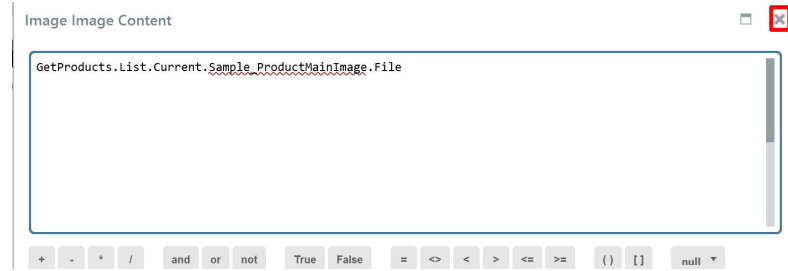 Image Image Content
GetProducts.List.Current.Sample_ProductMainImage.File
+ - * / and or not True False = <> < > <= >= ( ) [ ] null